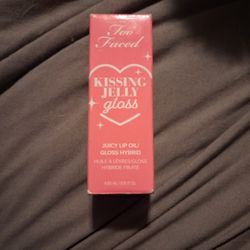 Too
Faced
KISSING
JELLY
gloss
JUICY LIP OIL/
GLOSS HYBRID
HUILE À LÈVRES/GLOSS
HYBRIDE FRUITÉ